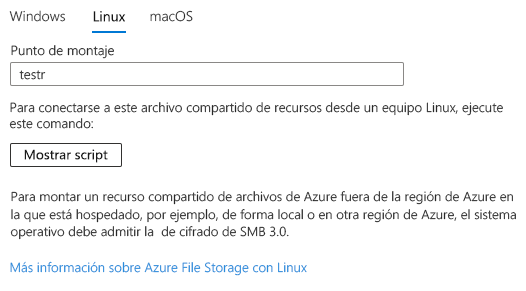 Windows Linux macOS
Punto de montaje
testr
Para conectarse a este archivo compartido de recursos desde un equipo Linux, ejecute
este comando:
Mostrar script
Para montar un recurso compartido de archivos de Azure fuera de la región de Azure en
la que está hospedado, por ejemplo, de forma local o en otra región de Azure, el sistema
operativo debe admitir la de cifrado de SMB 3.0.
Más información sobre Azure File Storage con Linux